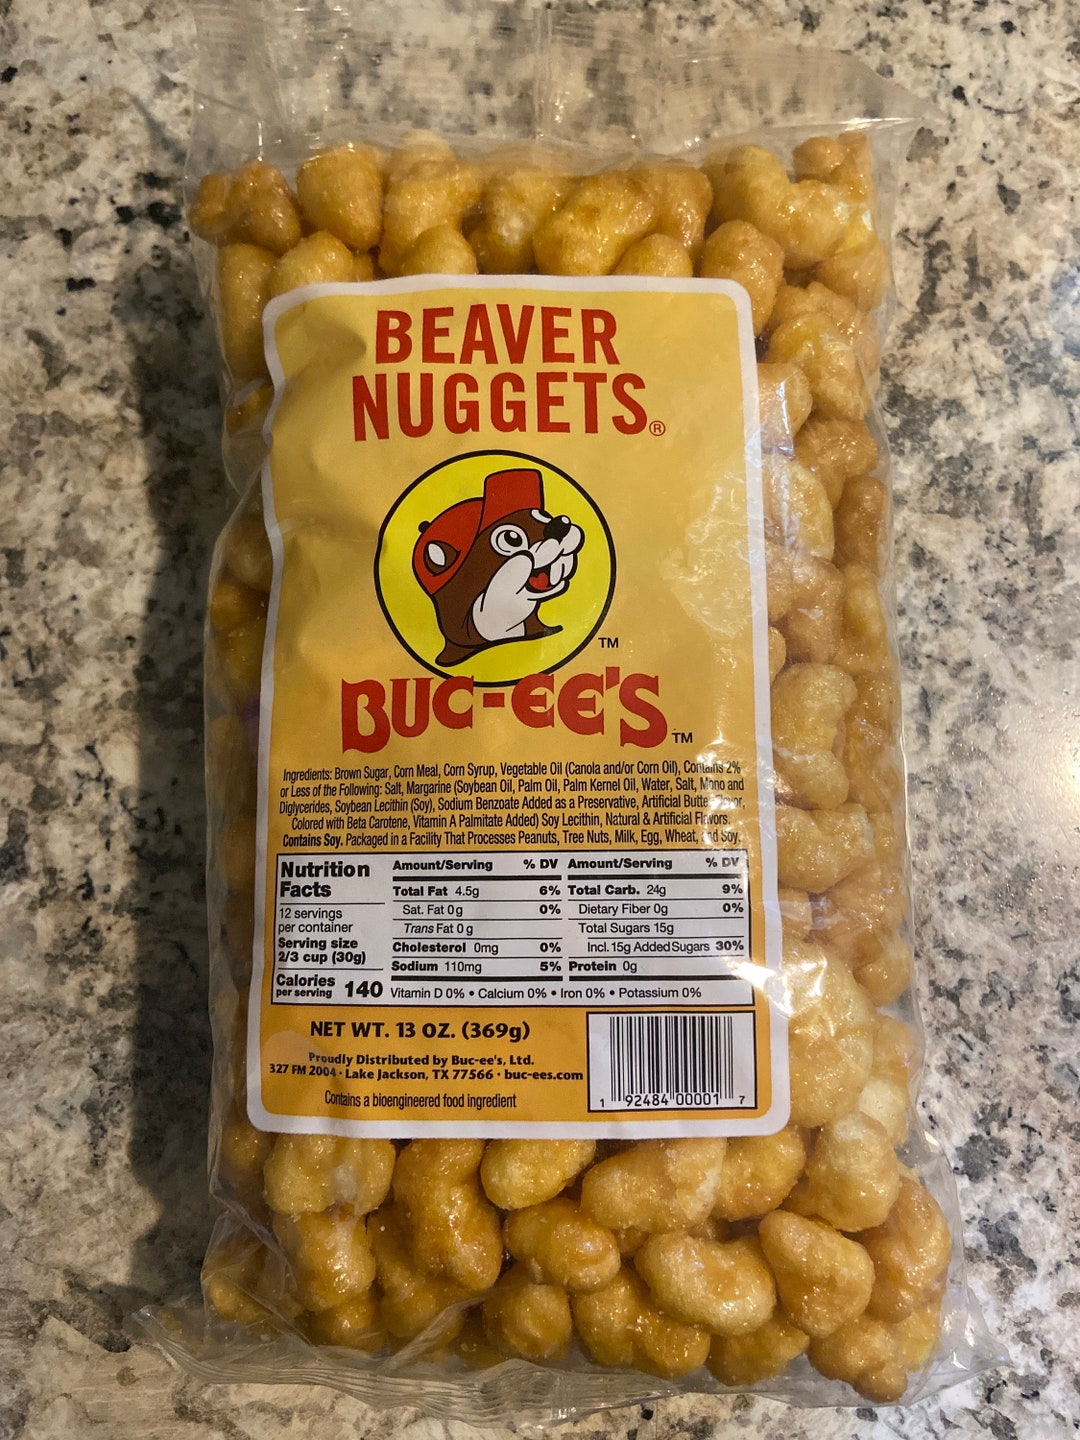 BEAVER
NUGGETS®
TM
BUC-EE'S TM
Ingredients: Brown Sugar, Corn Meal, Corn Syrup, Vegetable Oil (Canola and/or Corn Oil), Contains 2%
or Less of the Following: Salt, Margarine (Soybean Oil, Palm Oil, Palm Kernel Oil, Water, Salt, Mono and
Diglycerides, Soybean Lecithin (Soy), Sodium Benzoate Added as a Preservative, Artificial Butter Flavor,
Colored with Beta Carotene, Vitamin A Palmitate Added) Soy Lecithin, Natural & Artificial Flavors.
Contains Soy. Packaged in a Facility That Processes Peanuts, Tree Nuts, Milk, Egg, Wheat, and Soy.
Nutrition
Facts
12 servings
per container
Serving size
2/3 cup (30g)
Calories
per serving 140
Amount/Serving % DV Amount/Serving % DV
Total Fat 4.5g 6% Total Carb. 24g 9%
Sat. Fat 0g 0% Dietary Fiber 0g 0%
Trans Fat 0 g Total Sugars 15g
Cholesterol 0mg 0% Incl. 15g Added Sugars 30%
Sodium 110mg 5% Protein 0g
Vitamin D 0% • Calcium 0% • Iron 0% • Potassium 0%
NET WT. 13 OZ. (369g)
Proudly Distributed by Buc-ee's, Ltd.
327 FM 2004 · Lake Jackson, TX 77566 · buc-ees.com
Contains a bioengineered food ingredient
1 92484 00001 7